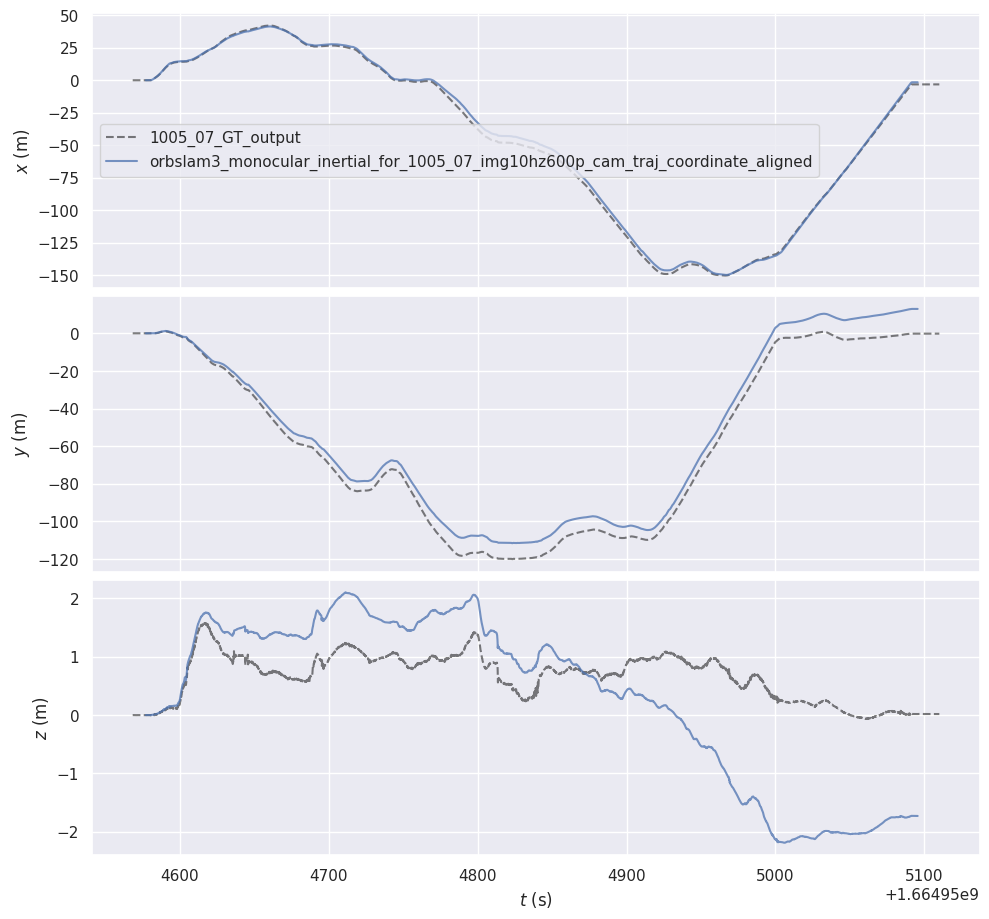 50
25
0
−25
−50
−75
−100
−125
−150
x (m)
1005_07_GT_output
orbslam3_monocular_inertial_for_1005_07_img10hz600p_cam_traj_coordinate_aligned
0
−20
−40
−60
−80
−100
−120
y (m)
2
1
0
−1
−2
z (m)
4600 4700 4800 4900 5000 5100
+1.66495e9
t (s)